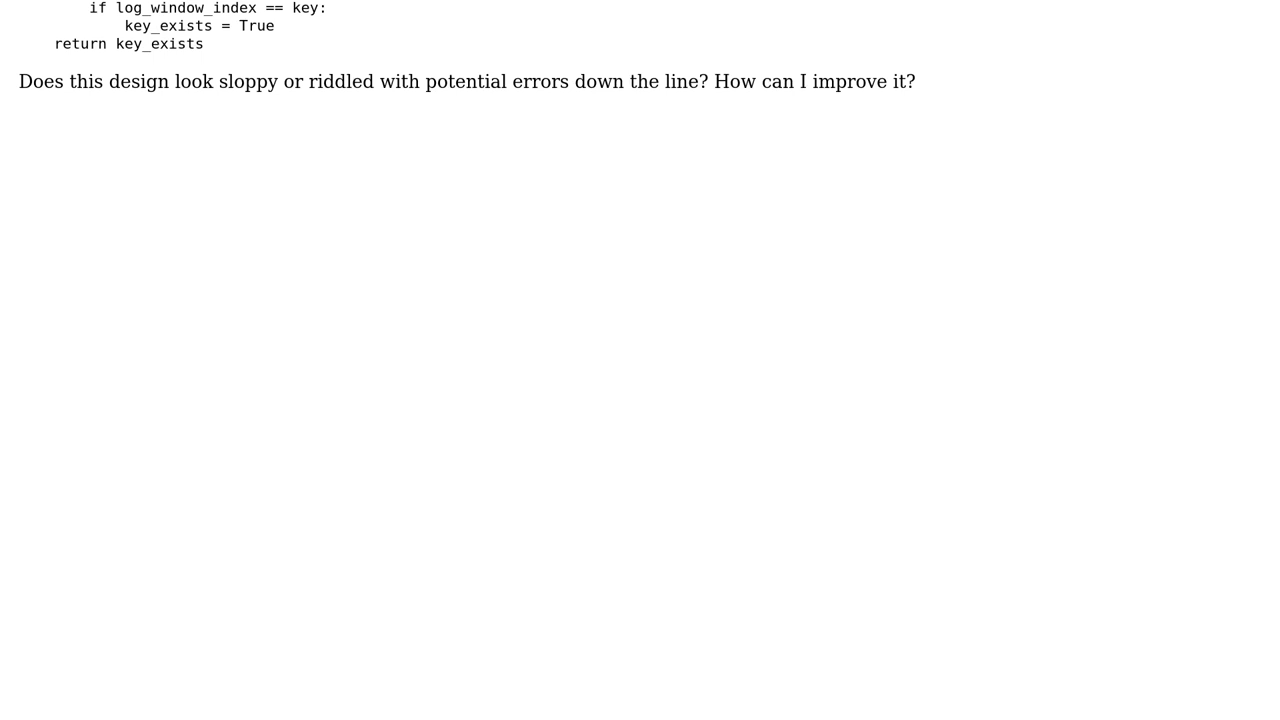 if log_window_index == key:
            key_exists = True
    return key_exists
Does this design look sloppy or riddled with potential errors down the line? How can I improve it?